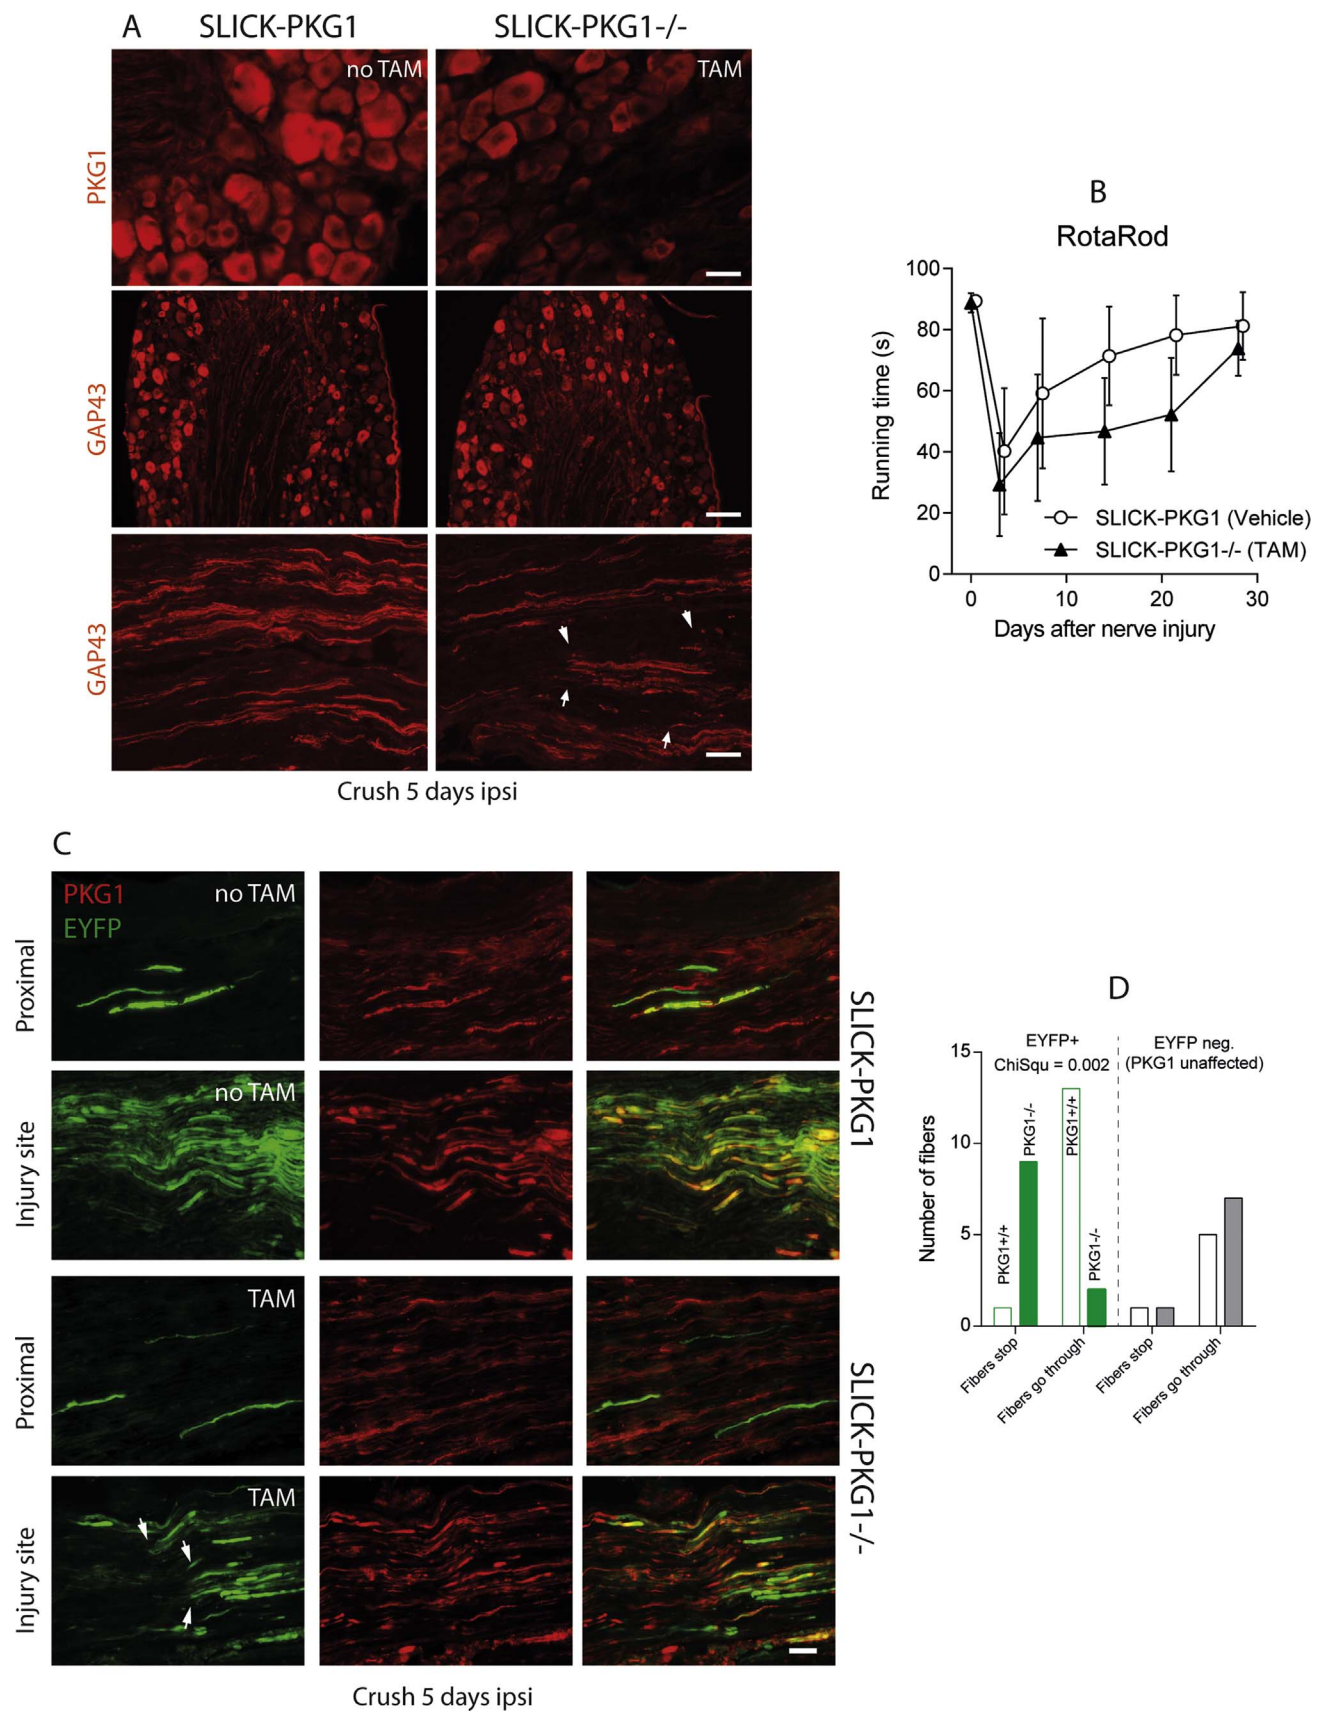 A
SLICK-PKG1
SLICK-PKG1-/-
no TAM
TAM
PKG1
GAP43
GAP43
Crush 5 days ipsi
B
RotaRod
100
80
60
40
20
0
Running time (s)
SLICK-PKG1 (Vehicle)
SLICK-PKG1-/- (TAM)
0 10 20 30
Days after nerve injury
C
PKG1
EYFP
no TAM
Proximal
no TAM
Injury site
SLICK-PKG1
TAM
Proximal
TAM
Injury site
SLICK-PKG1-/-
Crush 5 days ipsi
D
EYFP+
ChiSqu = 0.002
EYFP neg.
(PKG1 unaffected)
15
10
5
0
Number of fibers
PKG1+/+
PKG1-/-
PKG1+/+
PKG1-/-
Fibers stop
Fibers go through
Fibers stop
Fibers go through